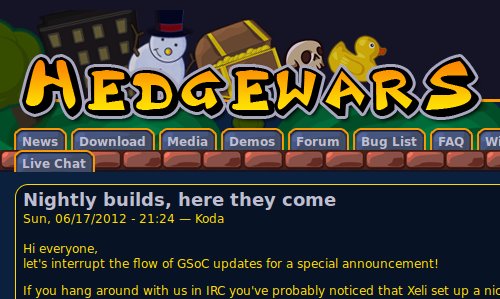 HEDGEWARS
News Download Media Demos Forum Bug List FAQ
Live Chat
Nightly builds, here they come
Sun, 06/17/2012 - 21:24 — Koda
Hi everyone,
let's interrupt the flow of GSoC updates for a special announcement!
If you hang around with us in IRC you've probably noticed that Xeli set up a